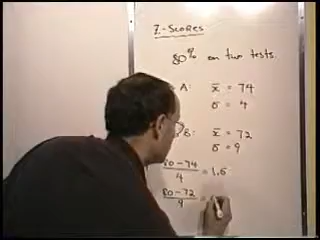 Z-Scores
80% on two tests.
A: x̄ = 74
σ = 4
B: x̄ = 72
σ = 9
80-74/4 = 1.5
80-72/9 =